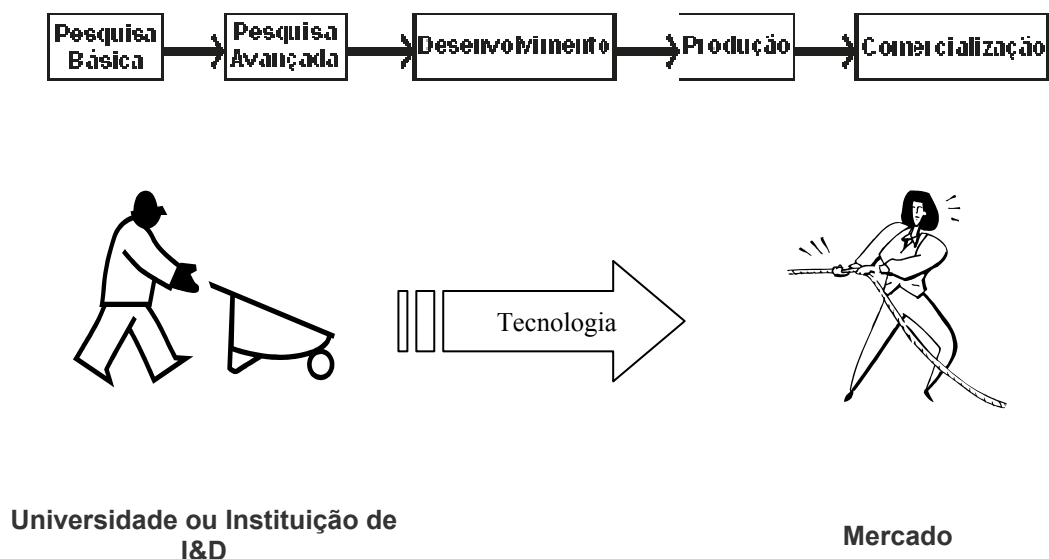 Pesquisa
Básica
Pesquisa
Avançada
Desenvolvimento
Produção
Comercialização
Tecnologia
Universidade ou Instituição de
I&D
Mercado